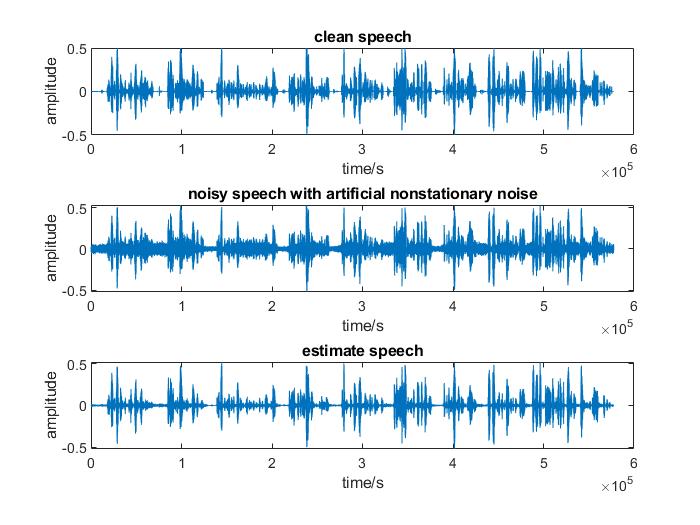 clean speech
0.5
0
-0.5
amplitude
0 1 2 3 4 5 6
time/s
×10^5
noisy speech with artificial nonstationary noise
0.5
0
-0.5
amplitude
0 1 2 3 4 5 6
time/s
×10^5
estimate speech
0.5
0
-0.5
amplitude
0 1 2 3 4 5 6
time/s
×10^5